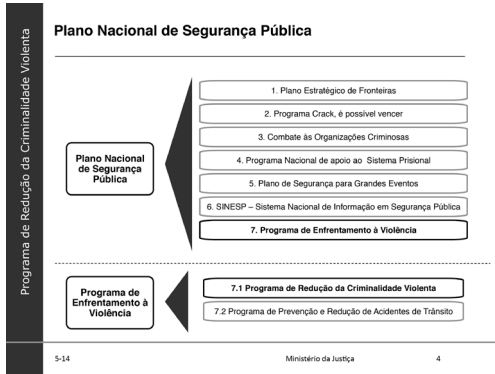 Programa de Redução da Criminalidade Violenta
Plano Nacional de Segurança Pública
Plano Nacional
de Segurança
Pública
1. Plano Estratégico de Fronteiras
2. Programa Crack, é possível vencer
3. Combate às Organizações Criminosas
4. Programa Nacional de apoio ao Sistema Prisional
5. Plano de Segurança para Grandes Eventos
6. SINESP – Sistema Nacional de Informação em Segurança Pública
7. Programa de Enfrentamento à Violência
Programa de
Enfrentamento à
Violência
7.1 Programa de Redução da Criminalidade Violenta
7.2 Programa de Prevenção e Redução de Acidentes de Trânsito
5-14
Ministério da Justiça
4